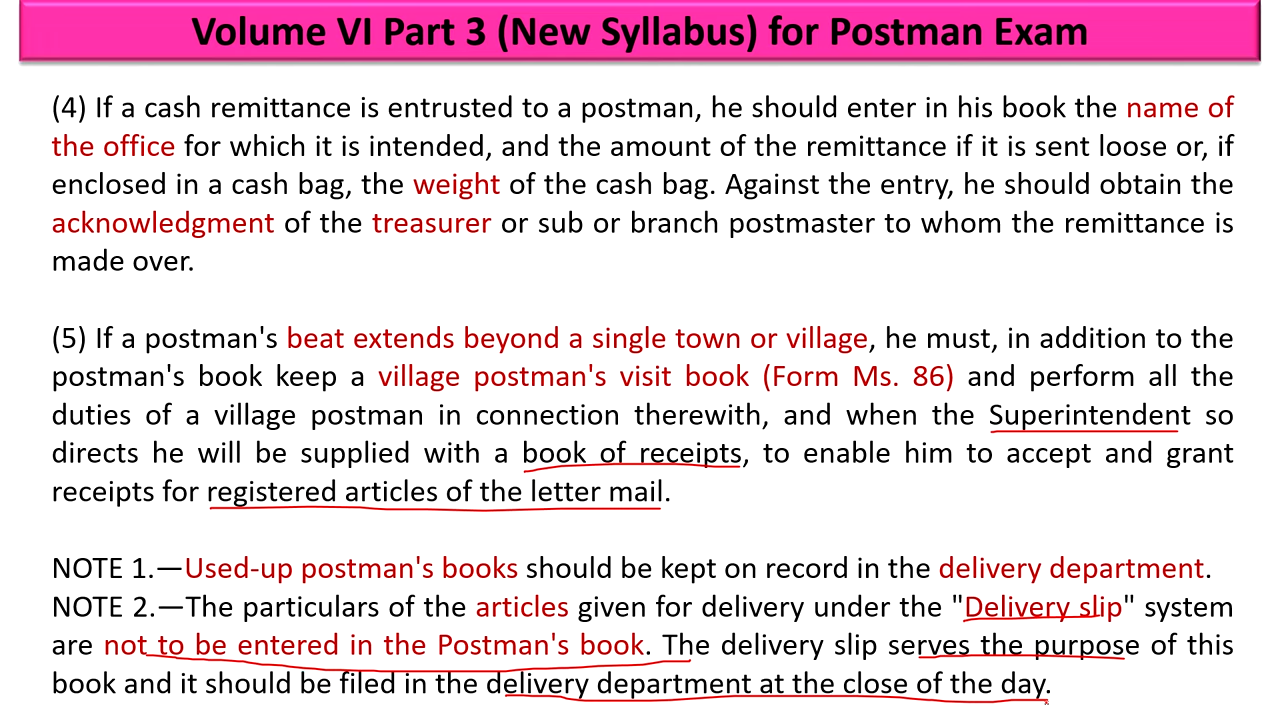 Volume VI Part 3 (New Syllabus) for Postman Exam
(4) If a cash remittance is entrusted to a postman, he should enter in his book the name of
the office for which it is intended, and the amount of the remittance if it is sent loose or, if
enclosed in a cash bag, the weight of the cash bag. Against the entry, he should obtain the
acknowledgment of the treasurer or sub or branch postmaster to whom the remittance is
made over.
(5) If a postman's beat extends beyond a single town or village, he must, in addition to the
postman's book keep a village postman's visit book (Form Ms. 86) and perform all the
duties of a village postman in connection therewith, and when the Superintendent so
directs he will be supplied with a book of receipts, to enable him to accept and grant
receipts for registered articles of the letter mail.
NOTE 1.—Used-up postman's books should be kept on record in the delivery department.
NOTE 2.—The particulars of the articles given for delivery under the "Delivery slip" system
are not to be entered in the Postman's book. The delivery slip serves the purpose of this
book and it should be filed in the delivery department at the close of the day.